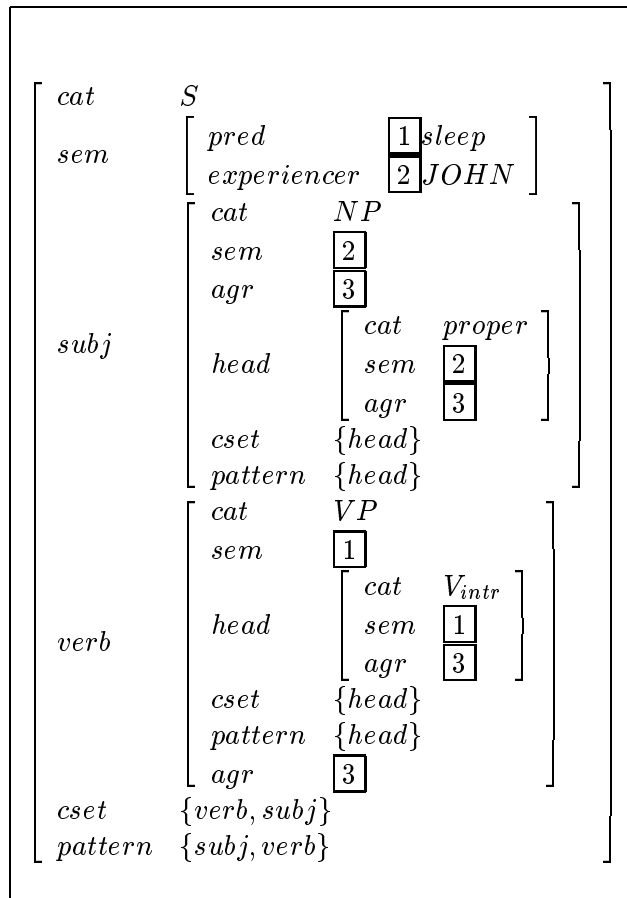 cat S
sem pred 1 sleep
experiencer 2 JOHN
subj cat NP
sem 2
agr 3
head cat proper
sem 2
agr 3
cset {head}
pattern {head}
verb cat VP
sem 1
head cat V_intr
sem 1
agr 3
cset {head}
pattern {head}
agr 3
cset {verb, subj}
pattern {subj, verb}